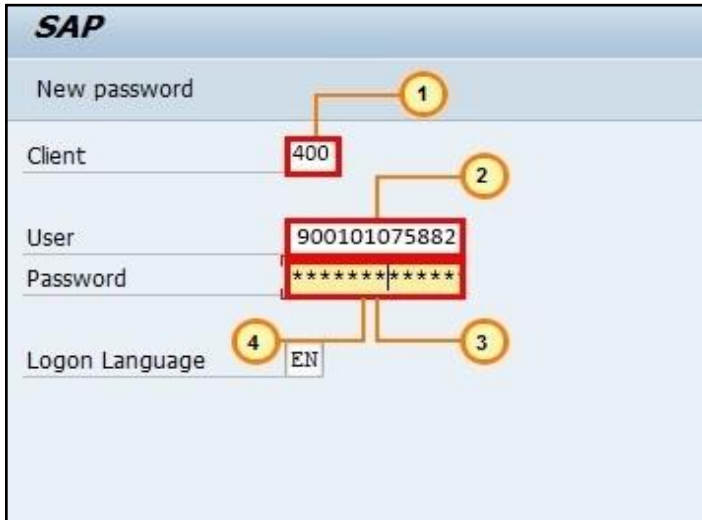 SAP
New password
1
Client 400
2
User 900101075882
Password ************
4
3
Logon Language EN